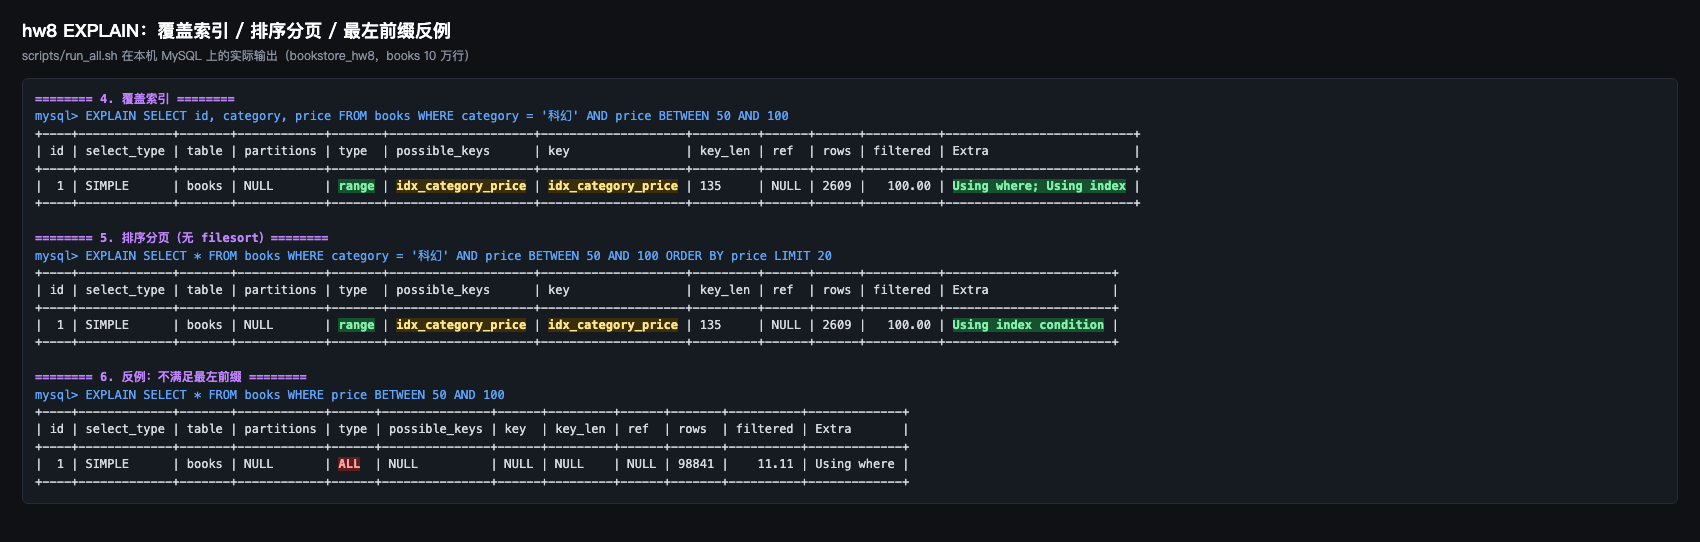 hw8 EXPLAIN：覆盖索引 / 排序分页 / 最左前缀反例
scripts/run_all.sh 在本机 MySQL 上的实际输出（bookstore_hw8，books 10 万行）
======== 4. 覆盖索引 ========
mysql> EXPLAIN SELECT id, category, price FROM books WHERE category = '科幻' AND price BETWEEN 50 AND 100
+----+-------------+-------+------------+-------+--------------------+--------------------+---------+------+------+----------+--------------------------+
| id | select_type | table | partitions | type  | possible_keys      | key                | key_len | ref  | rows | filtered | Extra                    |
+----+-------------+-------+------------+-------+--------------------+--------------------+---------+------+------+----------+--------------------------+
|  1 | SIMPLE      | books | NULL       | range | idx_category_price | idx_category_price | 135     | NULL | 2609 |   100.00 | Using where; Using index |
+----+-------------+-------+------------+-------+--------------------+--------------------+---------+------+------+----------+--------------------------+
======== 5. 排序分页（无 filesort）========
mysql> EXPLAIN SELECT * FROM books WHERE category = '科幻' AND price BETWEEN 50 AND 100 ORDER BY price LIMIT 20
+----+-------------+-------+------------+-------+--------------------+--------------------+---------+------+------+----------+-----------------------+
| id | select_type | table | partitions | type  | possible_keys      | key                | key_len | ref  | rows | filtered | Extra                 |
+----+-------------+-------+------------+-------+--------------------+--------------------+---------+------+------+----------+-----------------------+
|  1 | SIMPLE      | books | NULL       | range | idx_category_price | idx_category_price | 135     | NULL | 2609 |   100.00 | Using index condition |
+----+-------------+-------+------------+-------+--------------------+--------------------+---------+------+------+----------+-----------------------+
======== 6. 反例：不满足最左前缀 ========
mysql> EXPLAIN SELECT * FROM books WHERE price BETWEEN 50 AND 100
+----+-------------+-------+------------+------+---------------+------+---------+------+-------+----------+-------------+
| id | select_type | table | partitions | type | possible_keys | key  | key_len | ref  | rows  | filtered | Extra       |
+----+-------------+-------+------------+------+---------------+------+---------+------+-------+----------+-------------+
|  1 | SIMPLE      | books | NULL       | ALL  | NULL          | NULL | NULL    | NULL | 98841 |    11.11 | Using where |
+----+-------------+-------+------------+------+---------------+------+---------+------+-------+----------+-------------+